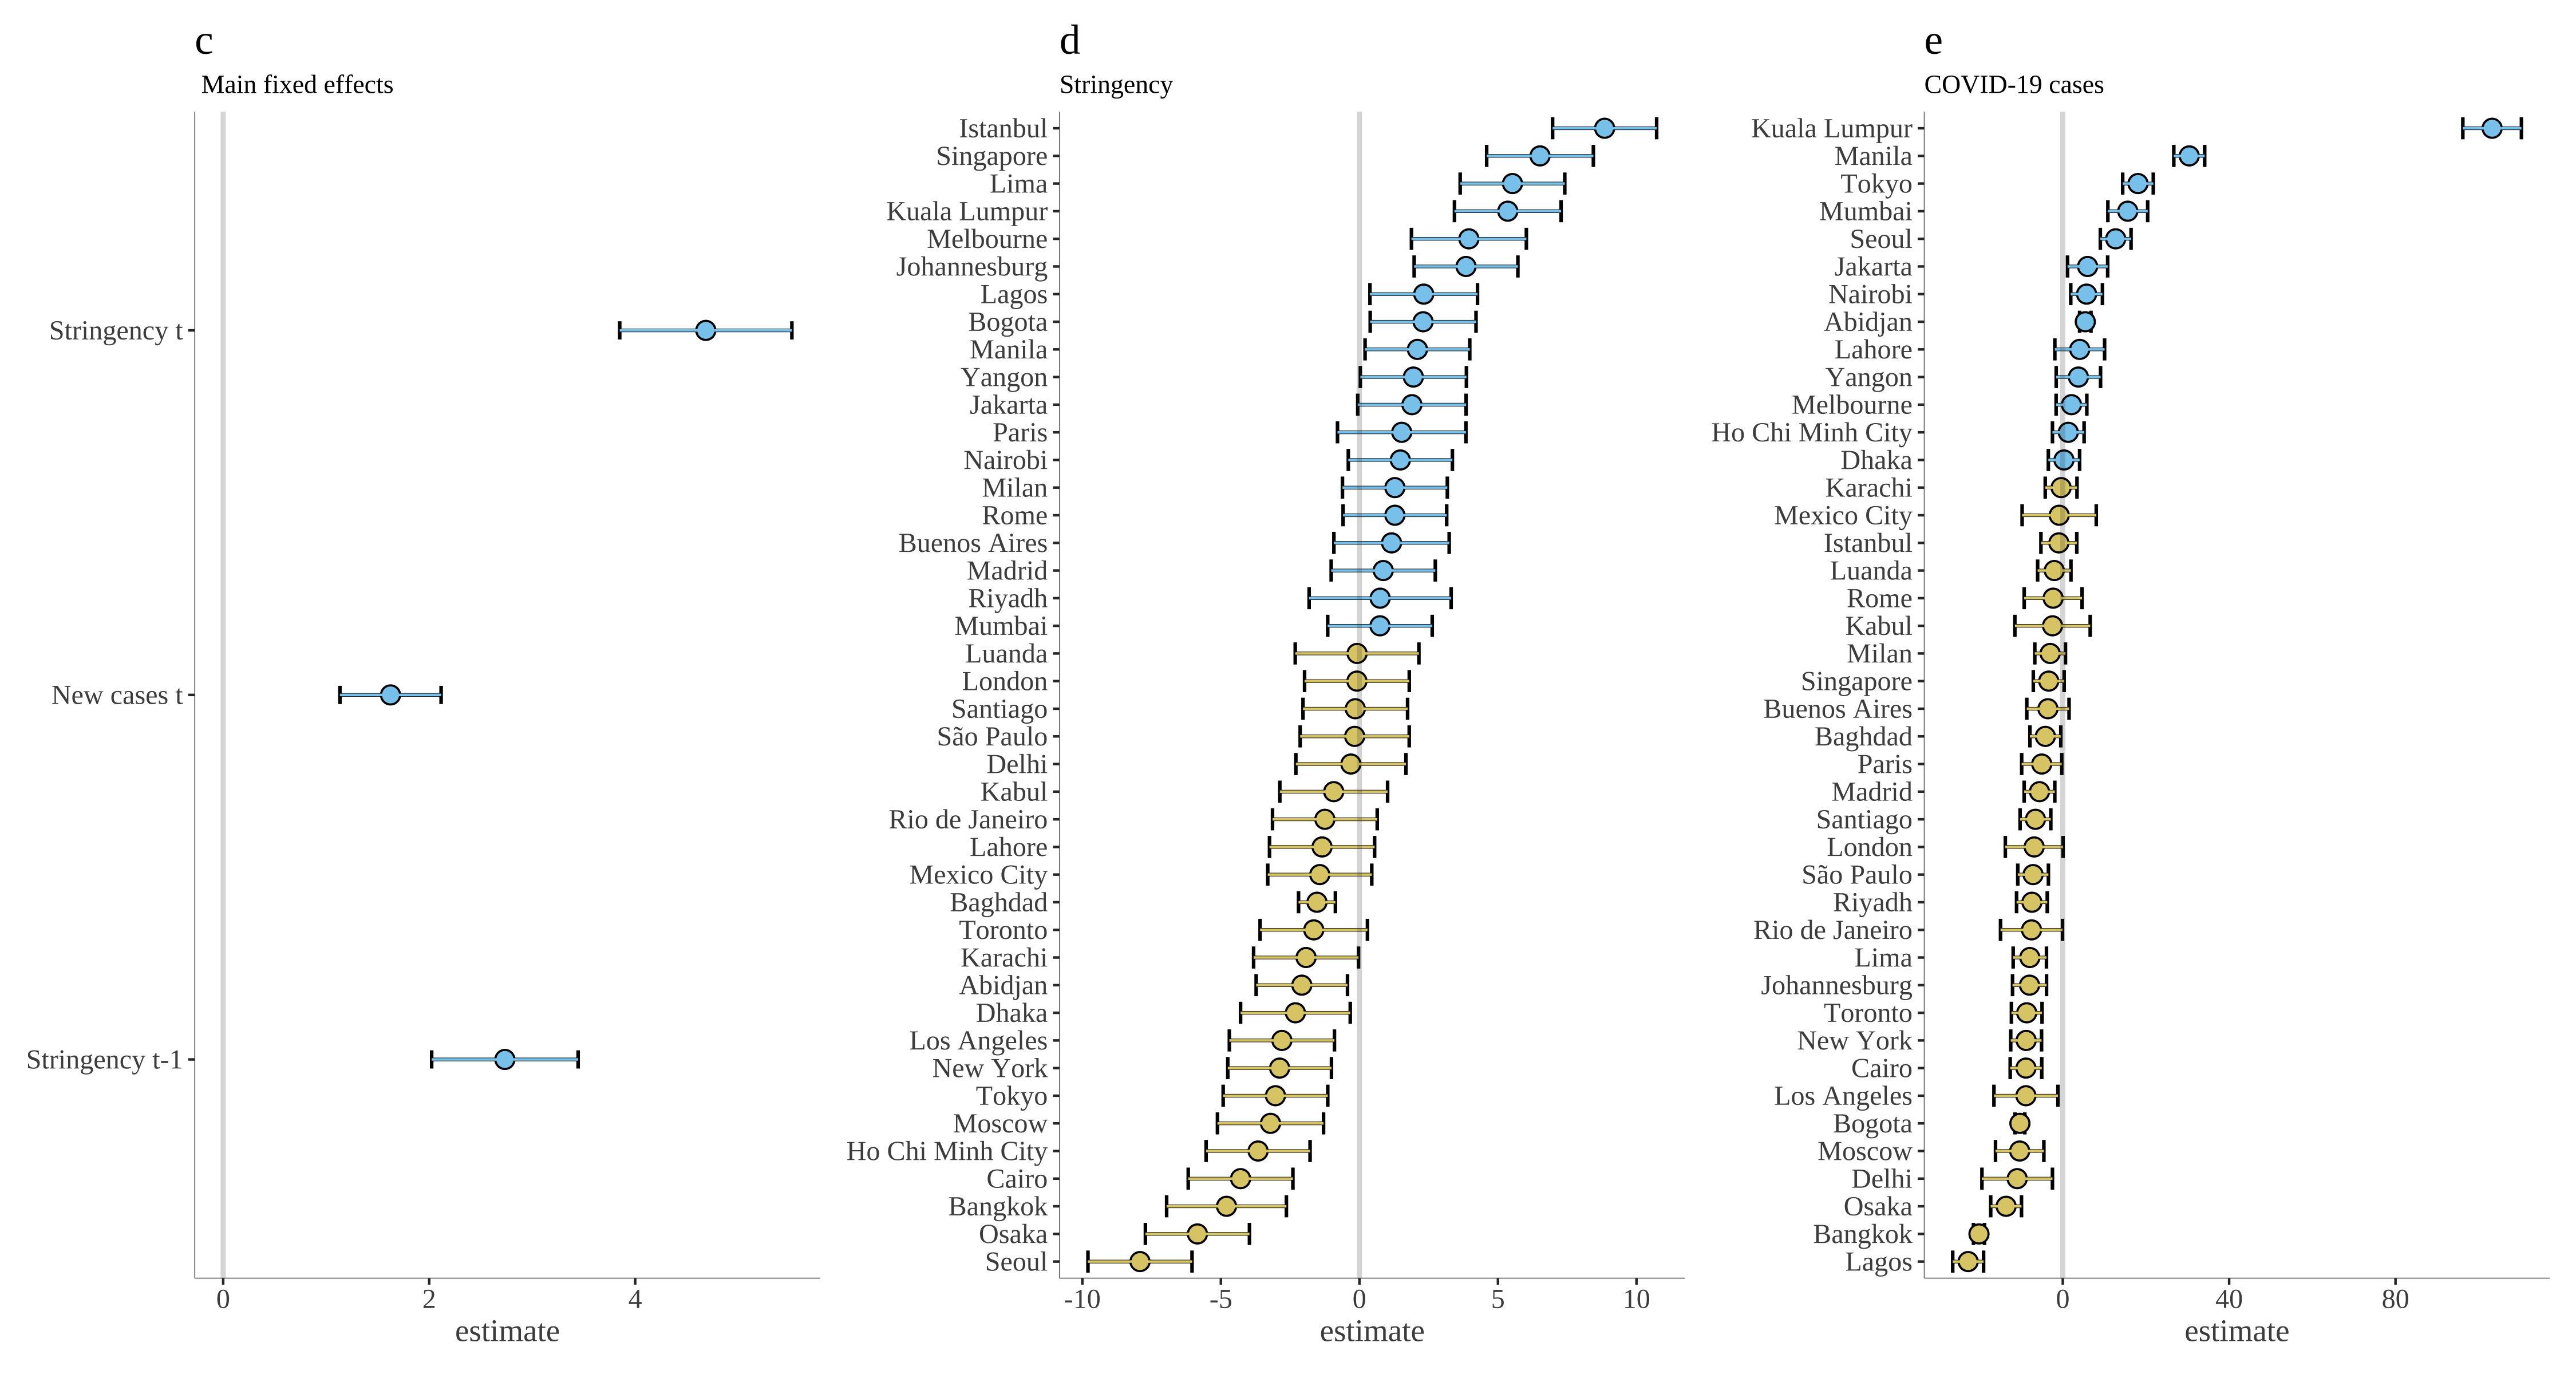 c
Main fixed effects
Stringency t
New cases t
Stringency t-1
0 2 4
estimate
d
Stringency
Istanbul
Singapore
Lima
Kuala Lumpur
Melbourne
Johannesburg
Lagos
Bogota
Manila
Yangon
Jakarta
Paris
Nairobi
Milan
Rome
Buenos Aires
Madrid
Riyadh
Mumbai
Luanda
London
Santiago
São Paulo
Delhi
Kabul
Rio de Janeiro
Lahore
Mexico City
Baghdad
Toronto
Karachi
Abidjan
Dhaka
Los Angeles
New York
Tokyo
Moscow
Ho Chi Minh City
Cairo
Bangkok
Osaka
Seoul
-10 -5 0 5 10
estimate
e
COVID-19 cases
Kuala Lumpur
Manila
Tokyo
Mumbai
Seoul
Jakarta
Nairobi
Abidjan
Lahore
Yangon
Melbourne
Ho Chi Minh City
Dhaka
Karachi
Mexico City
Istanbul
Luanda
Rome
Kabul
Milan
Singapore
Buenos Aires
Baghdad
Paris
Madrid
Santiago
London
São Paulo
Riyadh
Rio de Janeiro
Lima
Johannesburg
Toronto
New York
Cairo
Los Angeles
Bogota
Moscow
Delhi
Osaka
Bangkok
Lagos
0 40 80
estimate